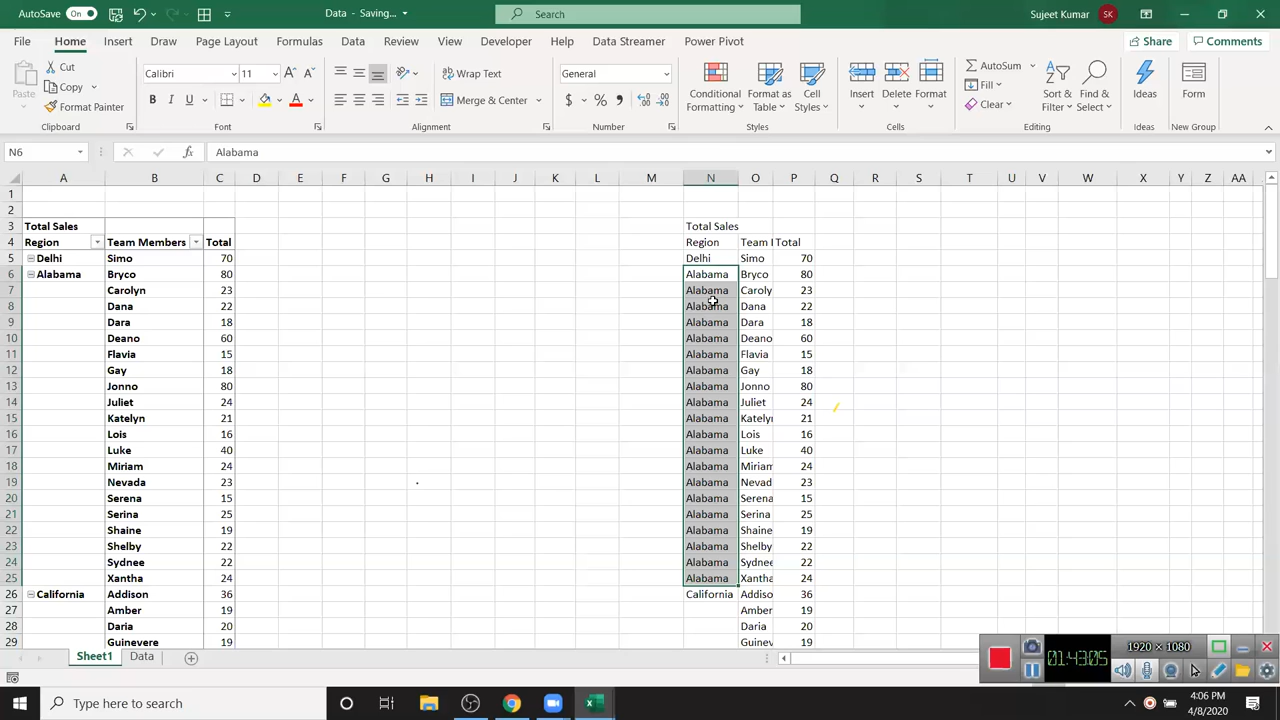 AutoSave On Data - Saving... Search Sujeet Kumar SK
File Home Insert Draw Page Layout Formulas Data Review View Developer Help Data Streamer Power Pivot Share Comments
Paste Cut Copy Format Painter Clipboard
Calibri 11 B I U A A A Font
Wrap Text Merge & Center Alignment
General $ % , Number
Conditional Formatting Format as Table Cell Styles Styles
Insert Delete Format Cells
AutoSum Fill Clear Sort & Filter Find & Select Editing
Ideas Ideas
Form New Group
N6 fx Alabama
A B C D E F G H I J K L M N O P Q R S T U V W X Y Z AA
1
2
3 Total Sales Total Sales
4 Region Team Members Total Region Team Total
5 Delhi Simo 70 Delhi Simo 70
6 Alabama Bryco 80 Alabama Bryco 80
7 Carolyn 23 Alabama Caroly 23
8 Dana 22 Alabama Dana 22
9 Dara 18 Alabama Dara 18
10 Deano 60 Alabama Deano 60
11 Flavia 15 Alabama Flavia 15
12 Gay 18 Alabama Gay 18
13 Jonno 80 Alabama Jonno 80
14 Juliet 24 Alabama Juliet 24
15 Katelyn 21 Alabama Katelyn 21
16 Lois 16 Alabama Lois 16
17 Luke 40 Alabama Luke 40
18 Miriam 24 Alabama Miriam 24
19 Nevada 23 Alabama Nevad 23
20 Serena 15 Alabama Serena 15
21 Serina 25 Alabama Serina 25
22 Shaine 19 Alabama Shaine 19
23 Shelby 22 Alabama Shelby 22
24 Sydnee 22 Alabama Sydnee 22
25 Xantha 24 Alabama Xantha 24
26 California Addison 36 California Addiso 36
27 Amber 19 Amber 19
28 Daria 20 Daria 20
29 Guinevere 19 Guinev 19
Sheet1 Data
01:43:05 1920 × 1080
Type here to search
4:06 PM
4/8/2020